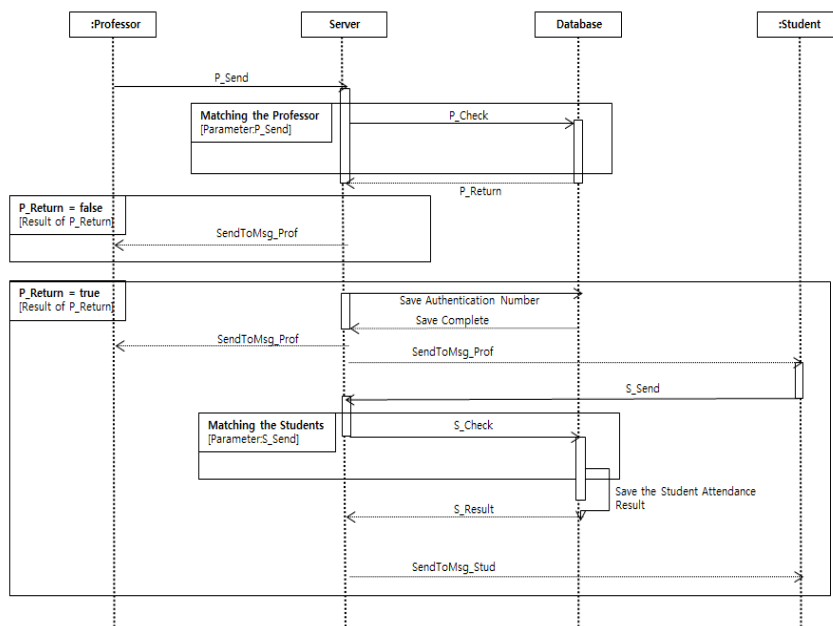 :Professor
Server
Database
:Student
P_Send
Matching the Professor
[Parameter:P_Send]
P_Check
P_Return
P_Return = false
[Result of P_Return]
SendToMsg_Prof
P_Return = true
[Result of P_Return]
Save Authentication Number
Save Complete
SendToMsg_Prof
SendToMsg_Prof
S_Send
Matching the Students
[Parameter:S_Send]
S_Check
Save the Student Attendance
Result
S_Result
SendToMsg_Stud